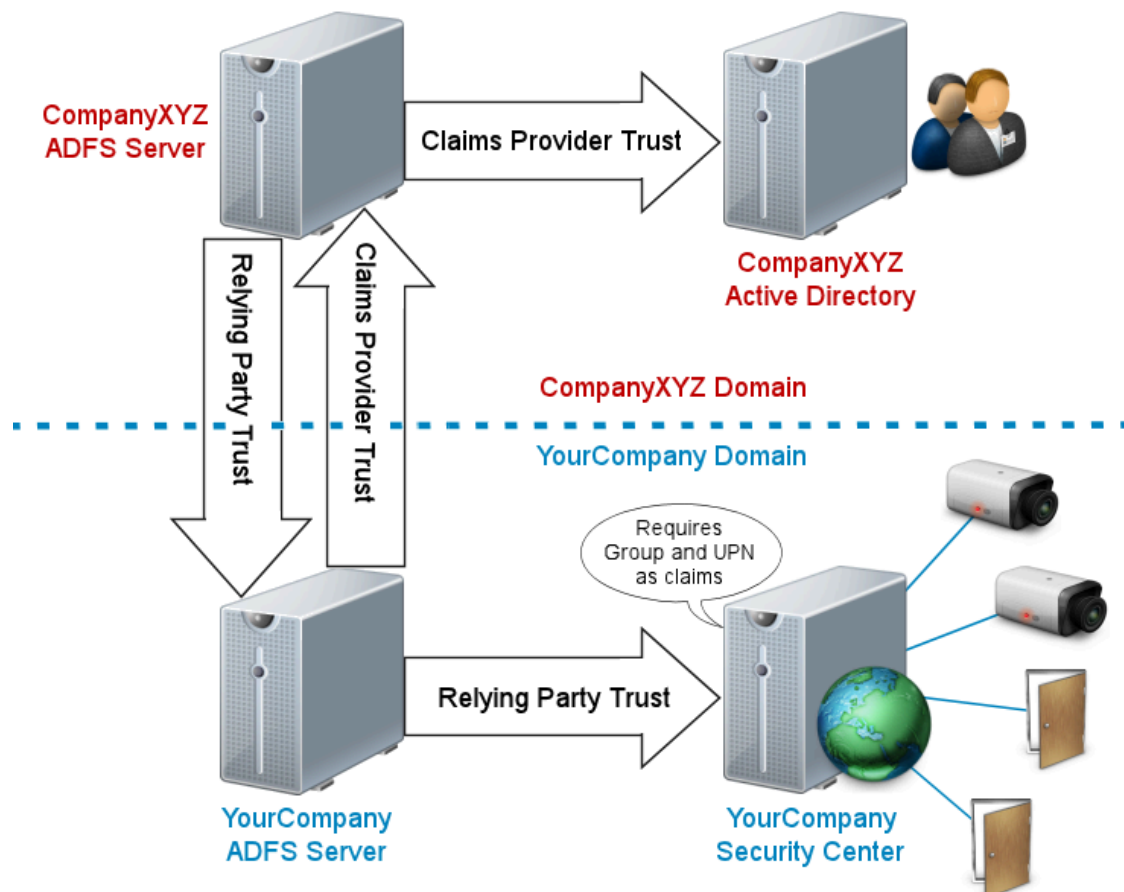 CompanyXYZ
ADFS Server
Claims Provider Trust
CompanyXYZ
Active Directory
Relying Party Trust
Claims Provider Trust
CompanyXYZ Domain
YourCompany Domain
Requires
Group and UPN
as claims
Relying Party Trust
YourCompany
ADFS Server
YourCompany
Security Center